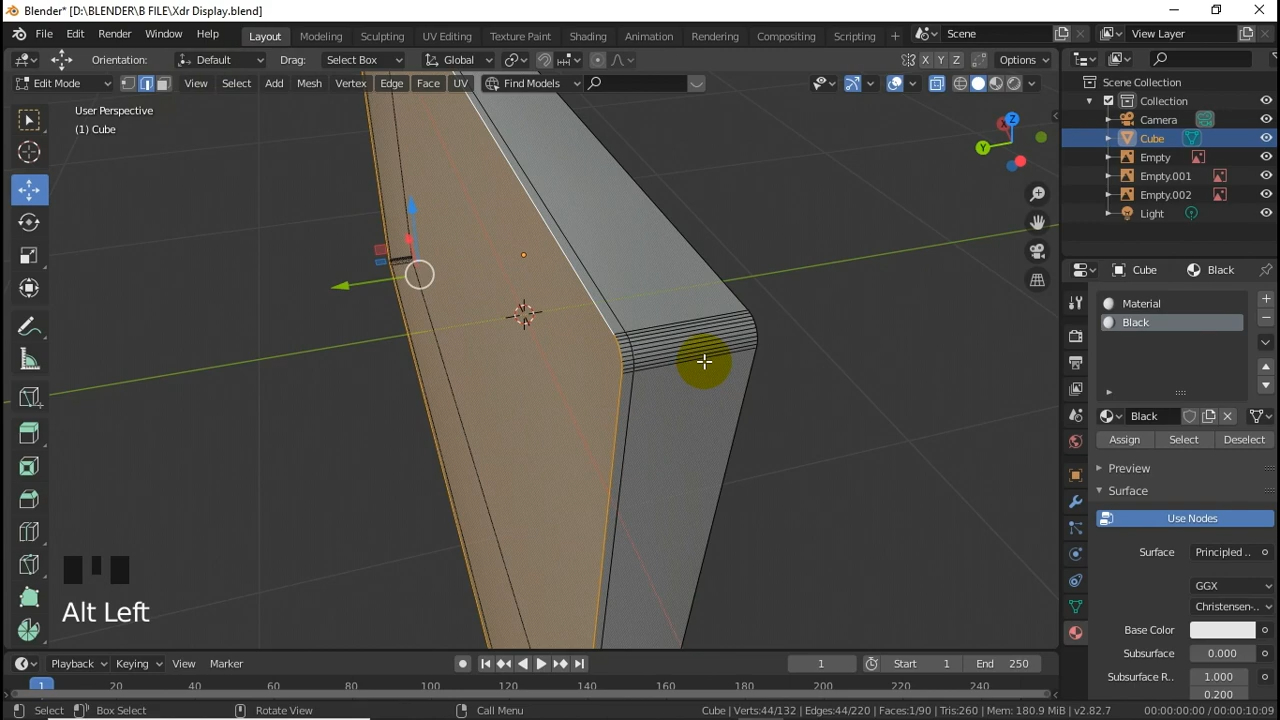 Blender* [D:\BLENDER\B FILE\Xdr Display.blend]
File Edit Render Window Help Layout Modeling Sculpting UV Editing Texture Paint Shading Animation Rendering Compositing Scripting + Scene View Layer
Orientation: Default Drag: Select Box Global X Y Z Options
Edit Mode View Select Add Mesh Vertex Edge Face UV Find Models
User Perspective
(1) Cube
Z
Y
Scene Collection
Collection
Camera
Cube
Empty
Empty.001
Empty.002
Light
Cube Black
Material
Black
Black
Assign Select Deselect
Preview
Surface
Use Nodes
Surface Principled ..
GGX
Christensen-..
Base Color
Subsurface 0.000
Subsurface R.. 1.000
0.200
Alt Left
Playback Keying View Marker 1 Start 1 End 250
1 20 40 60 80 100 120 140 160 180 200 220 240
Select Box Select Rotate View Call Menu Cube | Verts:44/132 | Edges:44/220 | Faces:1/90 | Tris:260 | Mem: 180.9 MiB | v2.82.7
00:00:00 / 00:00:10:09